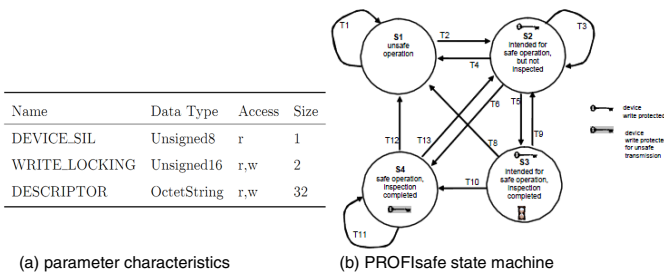 Name Data Type Access Size
DEVICE_SIL Unsigned8 r 1
WRITE_LOCKING Unsigned16 r,w 2
DESCRIPTOR OctetString r,w 32
(a) parameter characteristics
T1
S1
unsafe
operation
T2
T4
S2
intended for
safe operation,
but not
inspected
T3
T6
T5
T9
T8
T12
T13
S4
safe operation,
inspection
completed
T10
S3
intended for
safe operation,
inspection
completed
T11
device
write protected
device
write protecte
for unsafe
transmission
(b) PROFIsafe state machine